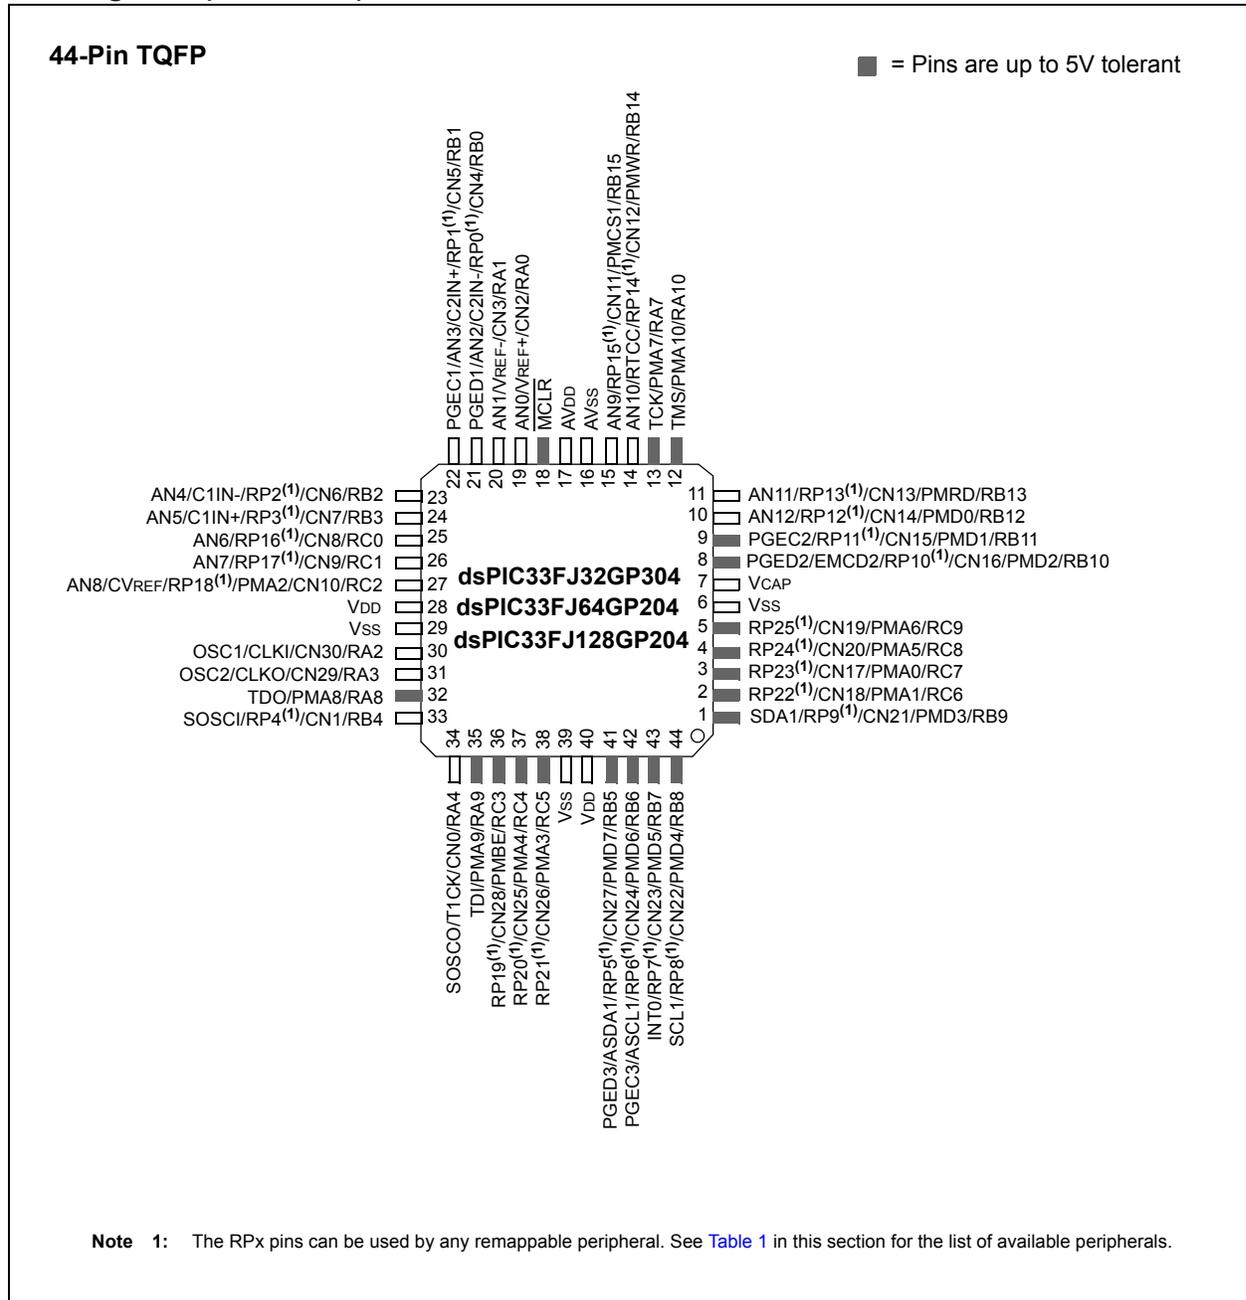 44-Pin TQFP
= Pins are up to 5V tolerant
PGEC1/AN3/C2IN+/RP1(1)/CN5/RB1
PGED1/AN2/C2IN-/RP0(1)/CN4/RB0
AN1/VREF-/CN3/RA1
AN0/VREF+/CN2/RA0
MCLR
AVDD
AVSS
AN9/RP15(1)/CN11/PMCS1/RB15
AN10/RTCC/RP14(1)/CN12/PMWR/RB14
TCK/PMA7/RA7
TMS/PMA10/RA10
22 21 20 19 18 17 16 15 14 13 12
AN4/C1IN-/RP2(1)/CN6/RB2 23
AN5/C1IN+/RP3(1)/CN7/RB3 24
AN6/RP16(1)/CN8/RC0 25
AN7/RP17(1)/CN9/RC1 26
AN8/CVREF/RP18(1)/PMA2/CN10/RC2 27
VDD 28
VSS 29
OSC1/CLKI/CN30/RA2 30
OSC2/CLKO/CN29/RA3 31
TDO/PMA8/RA8 32
SOSCI/RP4(1)/CN1/RB4 33
dsPIC33FJ32GP304
dsPIC33FJ64GP204
dsPIC33FJ128GP204
11 AN11/RP13(1)/CN13/PMRD/RB13
10 AN12/RP12(1)/CN14/PMD0/RB12
9 PGEC2/RP11(1)/CN15/PMD1/RB11
8 PGED2/EMCD2/RP10(1)/CN16/PMD2/RB10
7 VCAP
6 VSS
5 RP25(1)/CN19/PMA6/RC9
4 RP24(1)/CN20/PMA5/RC8
3 RP23(1)/CN17/PMA0/RC7
2 RP22(1)/CN18/PMA1/RC6
1 SDA1/RP9(1)/CN21/PMD3/RB9
34 35 36 37 38 39 40 41 42 43 44
SOSCO/T1CK/CN0/RA4
TDI/PMA9/RA9
RP19(1)/CN28/PMBE/RC3
RP20(1)/CN25/PMA4/RC4
RP21(1)/CN26/PMA3/RC5
VSS
VDD
PGED3/ASDA1/RP5(1)/CN27/PMD7/RB5
PGEC3/ASCL1/RP6(1)/CN24/PMD6/RB6
INT0/RP7(1)/CN23/PMD5/RB7
SCL1/RP8(1)/CN22/PMD4/RB8
Note 1: The RPx pins can be used by any remappable peripheral. See Table 1 in this section for the list of available peripherals.